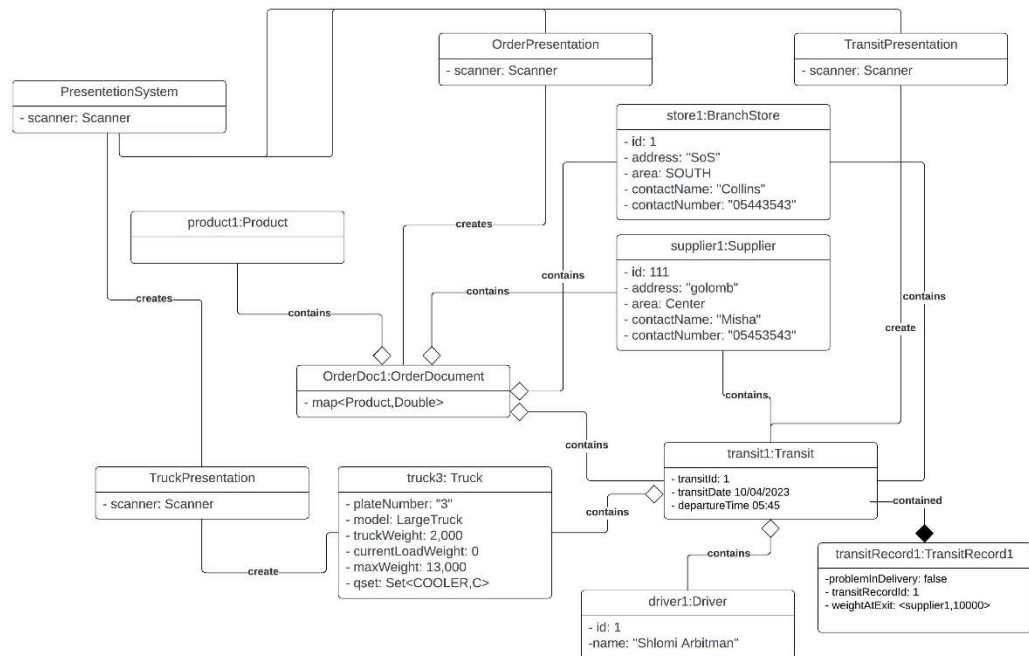 OrderPresentation
- scanner: Scanner
TransitPresentation
- scanner: Scanner
PresentetionSystem
- scanner: Scanner
store1:BranchStore
- id: 1
- address: "SoS"
- area: SOUTH
- contactName: "Collins"
- contactNumber: "05443543"
product1:Product
creates
supplier1:Supplier
- id: 111
- address: "golomb"
- area: Center
- contactName: "Misha"
- contactNumber: "05453543"
contains
contains
creates
contains
create
contains
OrderDoc1:OrderDocument
- map<Product,Double>
contains
contains
transit1:Transit
- transitId: 1
- transitDate 10/04/2023
- departureTime 05:45
TruckPresentation
- scanner: Scanner
truck3: Truck
- plateNumber: "3"
- model: LargeTruck
- truckWeight: 2,000
- currentLoadWeight: 0
- maxWeight: 13,000
- qset: Set<COOLER,C>
contains
contained
create
contains
transitRecord1:TransitRecord1
-problemInDelivery: false
- transitRecordId: 1
- weightAtExit: <supplier1,10000>
driver1:Driver
- id: 1
-name: "Shlomi Arbitman"